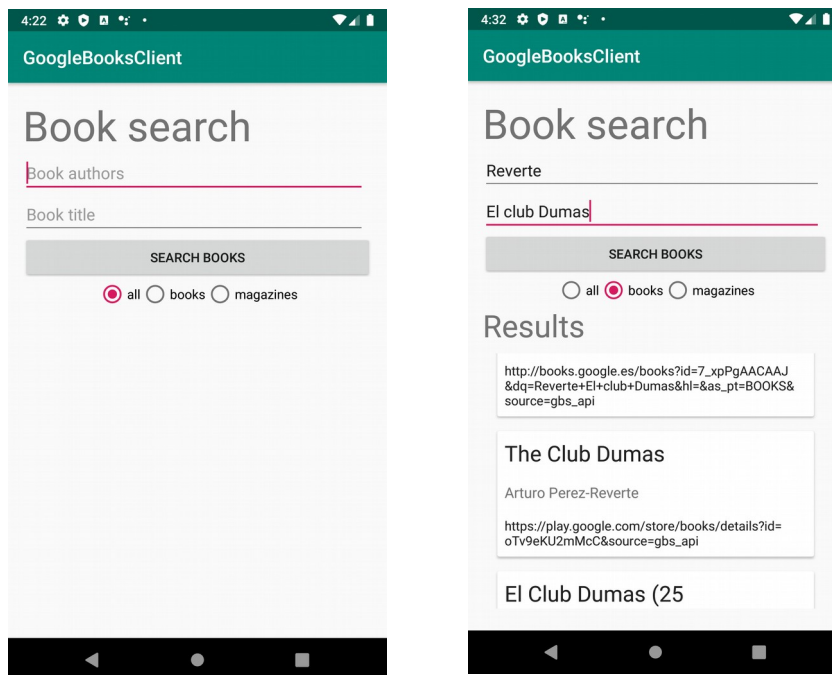 4:22
GoogleBooksClient
Book search
Book authors
Book title
SEARCH BOOKS
all books magazines
4:32
GoogleBooksClient
Book search
Reverte
El club Dumas
SEARCH BOOKS
all books magazines
Results
http://books.google.es/books?id=7_xpPgAACAAJ
&dq=Reverte+El+club+Dumas&hl=&as_pt=BOOKS&
source=gbs_api
The Club Dumas
Arturo Perez-Reverte
https://play.google.com/store/books/details?id=
oTv9eKU2mMcC&source=gbs_api
El Club Dumas (25